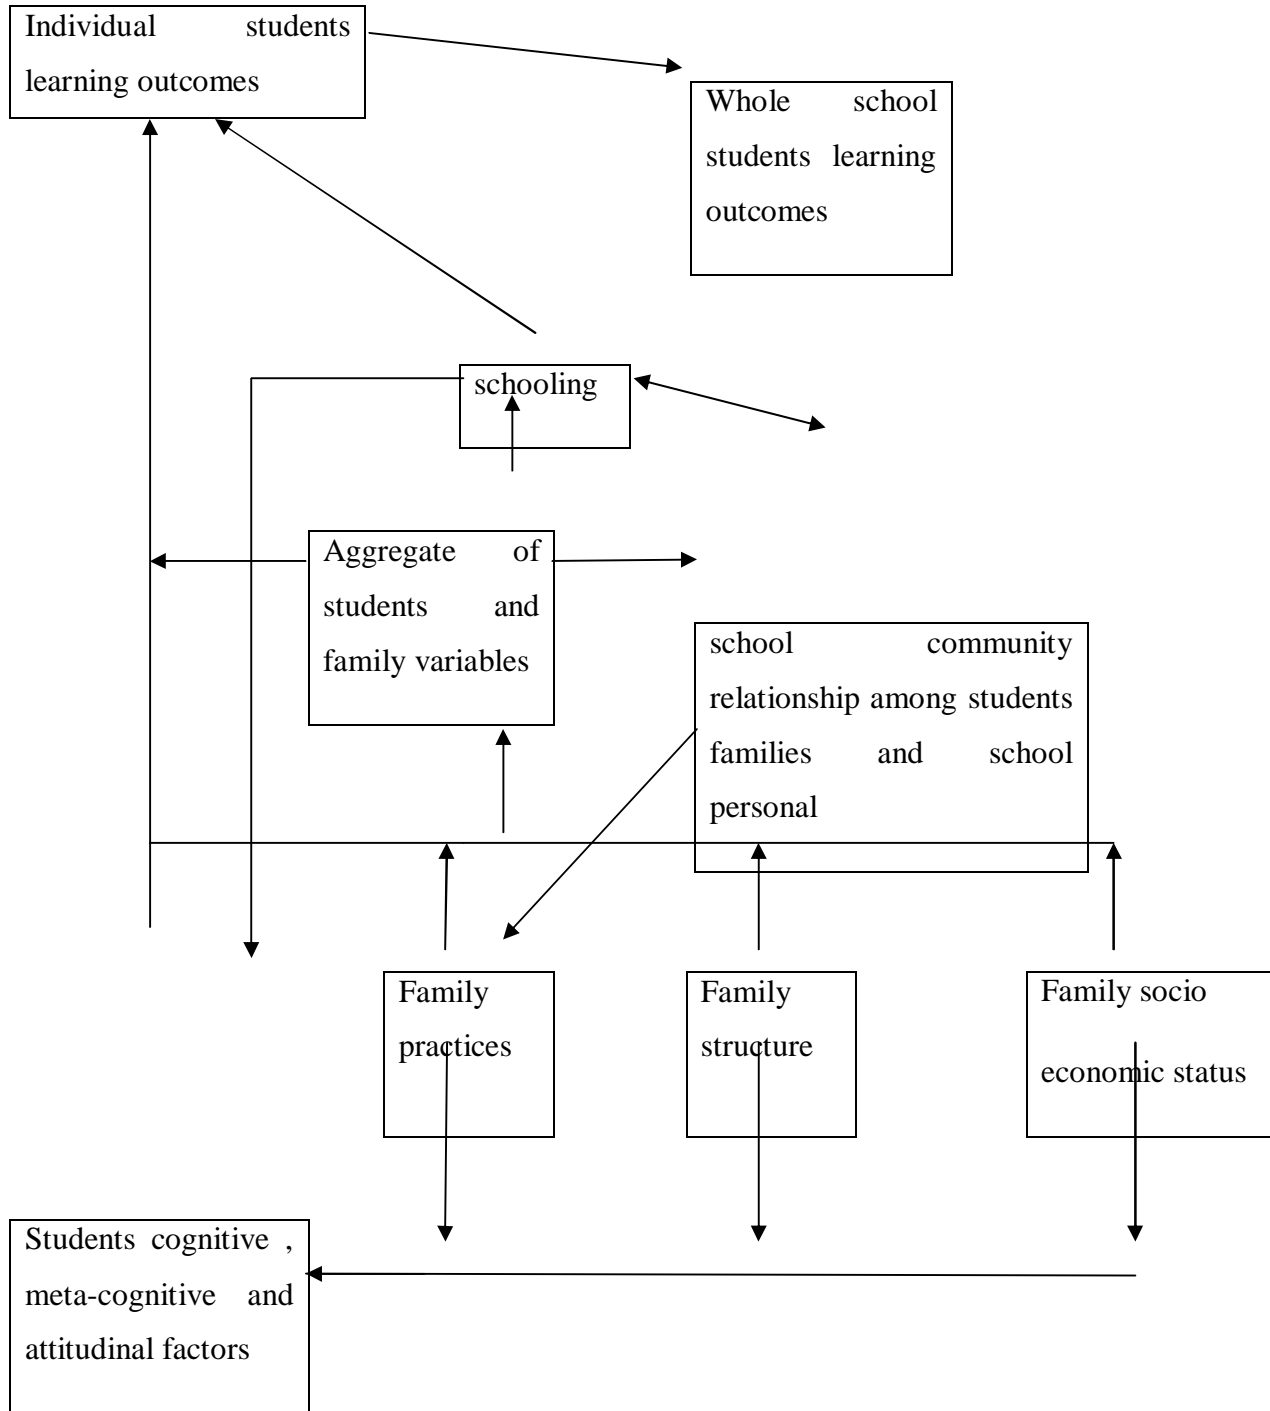 Individual students
learning outcomes
Whole school
students learning
outcomes
schooling
Aggregate of
students and
family variables
school community
relationship among students
families and school
personal
Family
practices
Family
structure
Family socio
economic status
Students cognitive ,
meta-cognitive and
attitudinal factors